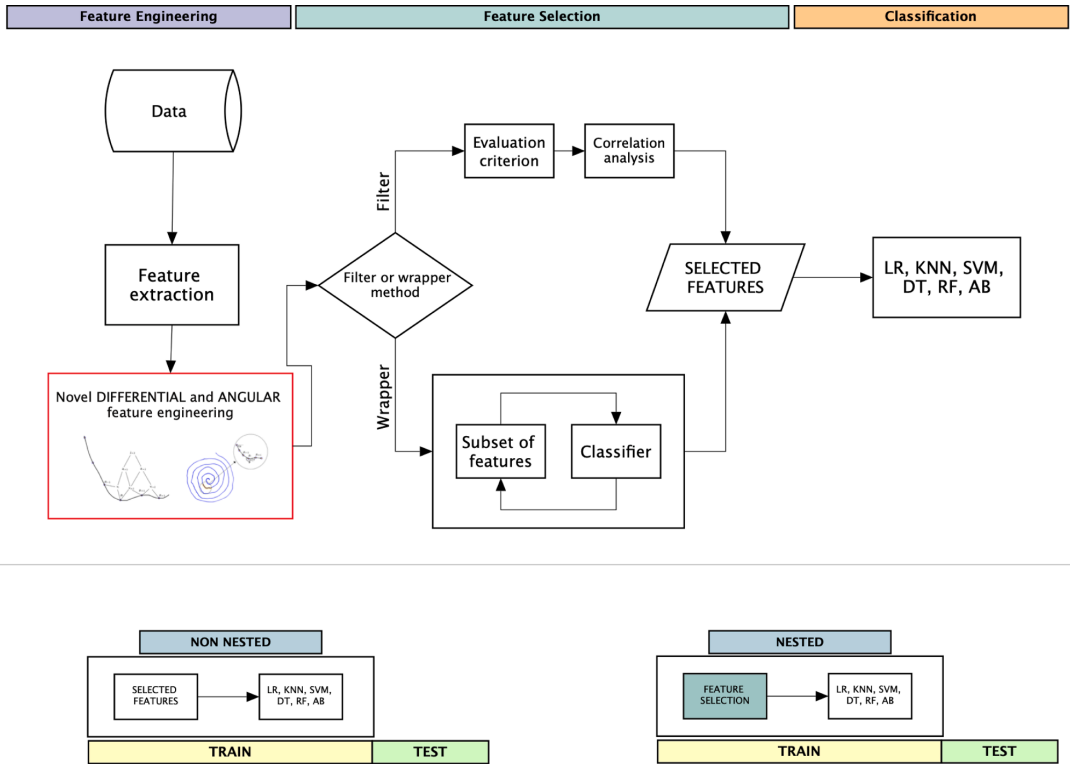 Feature Engineering
Feature Selection
Classification
Data
Feature
extraction
Novel DIFFERENTIAL and ANGULAR
feature engineering
Filter or wrapper
method
Filter
Evaluation
criterion
Correlation
analysis
Wrapper
Subset of
features
Classifier
SELECTED
FEATURES
LR, KNN, SVM,
DT, RF, AB
NON NESTED
SELECTED
FEATURES
LR, KNN, SVM,
DT, RF, AB
TRAIN
TEST
NESTED
FEATURE
SELECTION
LR, KNN, SVM,
DT, RF, AB
TRAIN
TEST